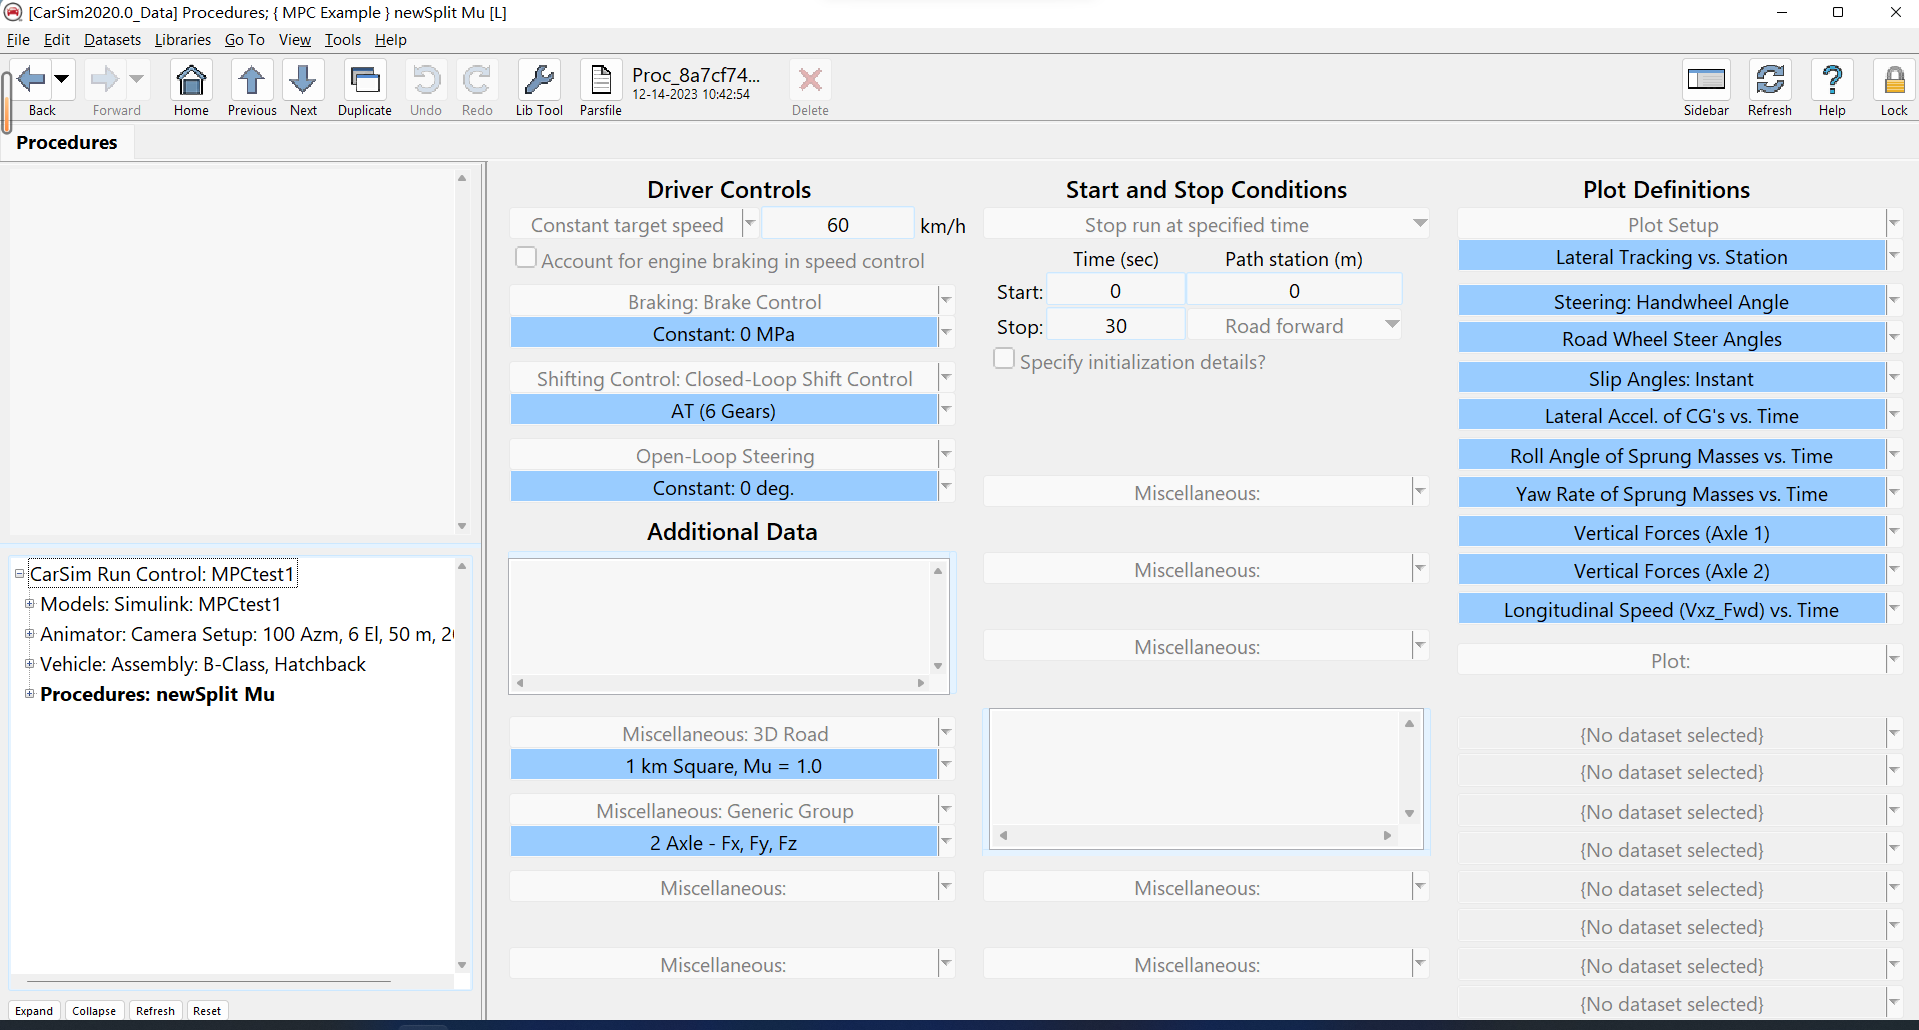 [CarSim2020.0_Data] Procedures; { MPC Example } newSplit Mu [L]
File Edit Datasets Libraries Go To View Tools Help
Back Forward Home Previous Next Duplicate Undo Redo Lib Tool Parsfile Proc_8a7cf74... 12-14-2023 10:42:54 Delete Sidebar Refresh Help Lock
Procedures
CarSim Run Control: MPCtest1
Models: Simulink: MPCtest1
Animator: Camera Setup: 100 Azm, 6 El, 50 m, 20
Vehicle: Assembly: B-Class, Hatchback
Procedures: newSplit Mu
Expand Collapse Refresh Reset
Driver Controls
Constant target speed 60 km/h
Account for engine braking in speed control
Braking: Brake Control
Constant: 0 MPa
Shifting Control: Closed-Loop Shift Control
AT (6 Gears)
Open-Loop Steering
Constant: 0 deg.
Additional Data
Miscellaneous: 3D Road
1 km Square, Mu = 1.0
Miscellaneous: Generic Group
2 Axle - Fx, Fy, Fz
Miscellaneous:
Miscellaneous:
Start and Stop Conditions
Stop run at specified time
Time (sec) Path station (m)
Start: 0 0
Stop: 30 Road forward
Specify initialization details?
Miscellaneous:
Miscellaneous:
Miscellaneous:
Miscellaneous:
Miscellaneous:
Plot Definitions
Plot Setup
Lateral Tracking vs. Station
Steering: Handwheel Angle
Road Wheel Steer Angles
Slip Angles: Instant
Lateral Accel. of CG's vs. Time
Roll Angle of Sprung Masses vs. Time
Yaw Rate of Sprung Masses vs. Time
Vertical Forces (Axle 1)
Vertical Forces (Axle 2)
Longitudinal Speed (Vxz_Fwd) vs. Time
Plot:
{No dataset selected}
{No dataset selected}
{No dataset selected}
{No dataset selected}
{No dataset selected}
{No dataset selected}
{No dataset selected}
{No dataset selected}